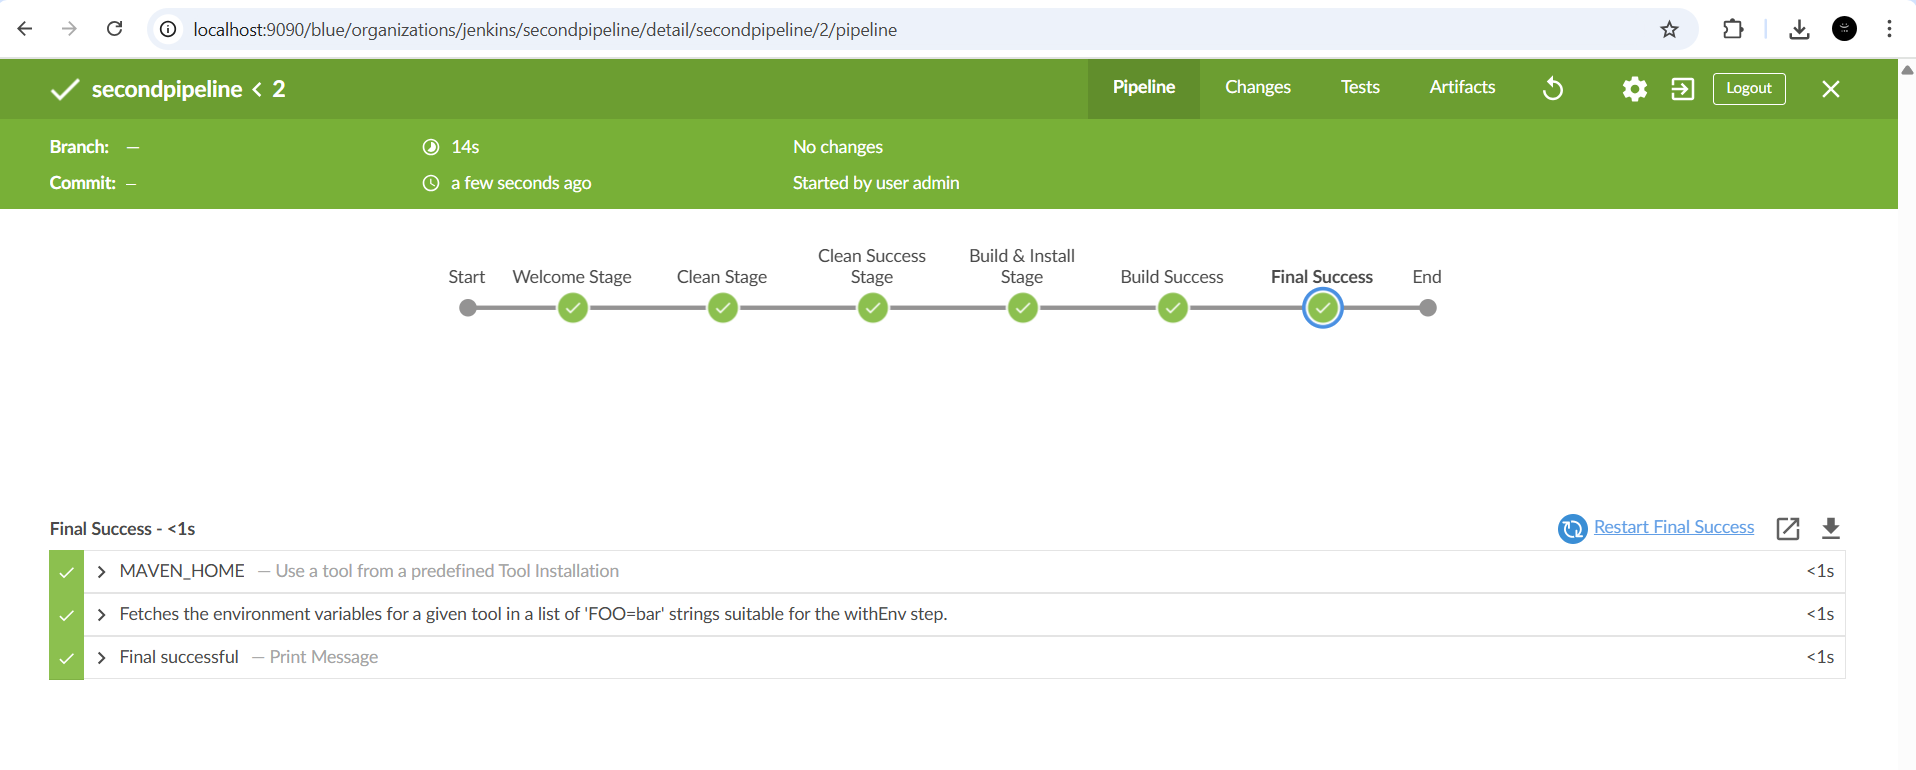 localhost:9090/blue/organizations/jenkins/secondpipeline/detail/secondpipeline/2/pipeline
secondpipeline < 2
Pipeline Changes Tests Artifacts Logout
Branch: — 14s No changes
Commit: — a few seconds ago Started by user admin
Start Welcome Stage Clean Stage Clean Success Stage Build & Install Stage Build Success Final Success End
Final Success - <1s Restart Final Success
MAVEN_HOME — Use a tool from a predefined Tool Installation <1s
Fetches the environment variables for a given tool in a list of 'FOO=bar' strings suitable for the withEnv step. <1s
Final successful — Print Message <1s